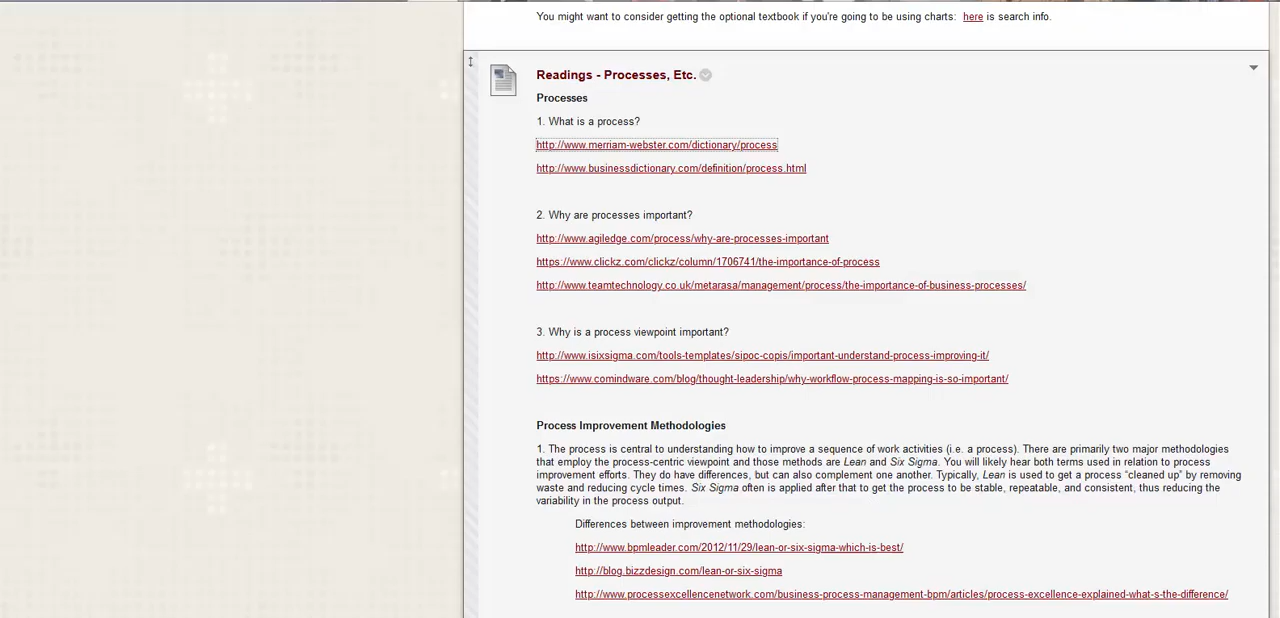 You might want to consider getting the optional textbook if you're going to be using charts: here is search info.
Readings - Processes, Etc.
Processes
1. What is a process?
http://www.merriam-webster.com/dictionary/process
http://www.businessdictionary.com/definition/process.html
2. Why are processes important?
http://www.agiledge.com/process/why-are-processes-important
https://www.clickz.com/clickz/column/1706741/the-importance-of-process
http://www.teamtechnology.co.uk/metarasa/management/process/the-importance-of-business-processes/
3. Why is a process viewpoint important?
http://www.isixsigma.com/tools-templates/sipoc-copis/important-understand-process-improving-it/
https://www.comindware.com/blog/thought-leadership/why-workflow-process-mapping-is-so-important/
Process Improvement Methodologies
1. The process is central to understanding how to improve a sequence of work activities (i.e. a process). There are primarily two major methodologies
that employ the process-centric viewpoint and those methods are Lean and Six Sigma. You will likely hear both terms used in relation to process
improvement efforts. They do have differences, but can also complement one another. Typically, Lean is used to get a process “cleaned up” by removing
waste and reducing cycle times. Six Sigma often is applied after that to get the process to be stable, repeatable, and consistent, thus reducing the
variability in the process output.
Differences between improvement methodologies:
http://www.bpmleader.com/2012/11/29/lean-or-six-sigma-which-is-best/
http://blog.bizzdesign.com/lean-or-six-sigma
http://www.processexcellencenetwork.com/business-process-management-bpm/articles/process-excellence-explained-what-s-the-difference/